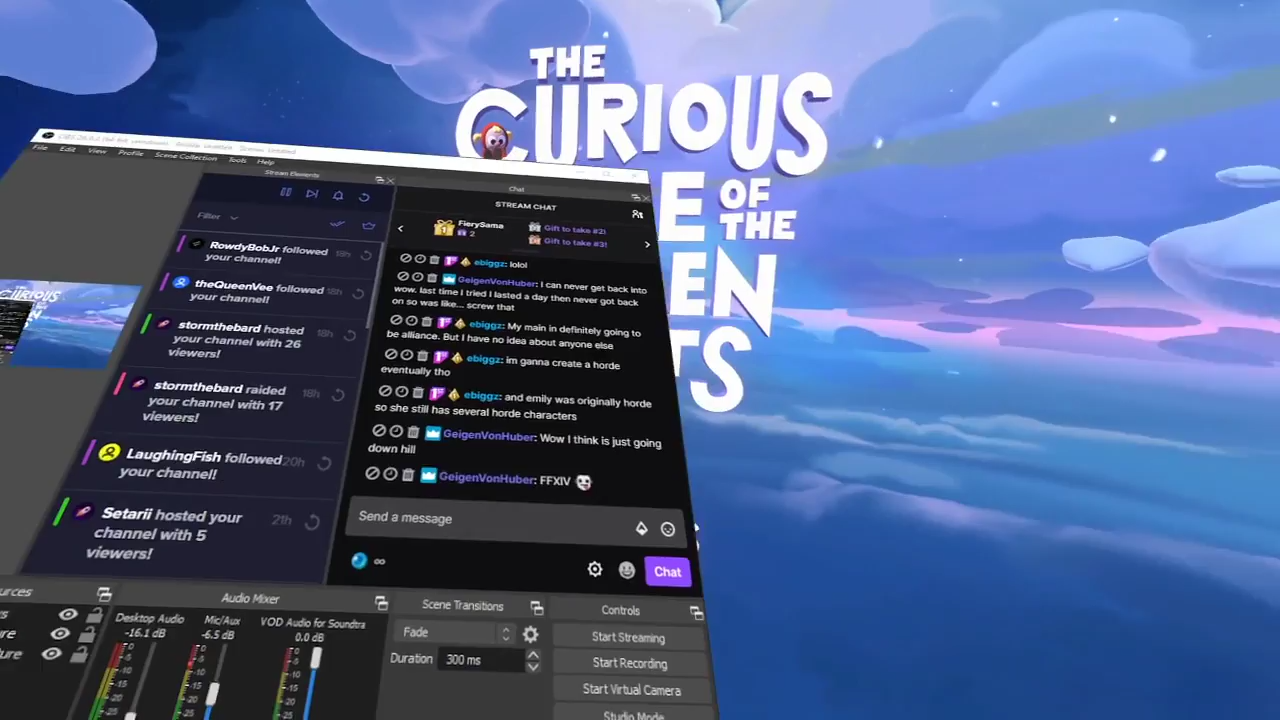 THE
CURIOUS
E OF
THE
EN
TS
File Edit View Profile Scene Collection Tools Help
Stream Elements
Filter
RowdyBobJr followed
your channel!
18h
theQueenVee followed
your channel!
18h
stormthebard hosted
your channel with 26
viewers!
18h
stormthebard raided
your channel with 17
viewers!
18h
LaughingFish followed
your channel!
20h
Setarii hosted your
channel with 5
viewers!
21h
Chat
STREAM CHAT
1 FierySama
2
Gift to take #2!
Gift to take #3!
ebiggz: lolol
GeigenVonHuber: I can never get back into
wow. last time I tried I lasted a day then never got back
on so was like... screw that
ebiggz: My main in definitely going to
be alliance. But I have no idea about anyone else
ebiggz: im ganna create a horde
eventually tho
ebiggz: and emily was originally horde
so she still has several horde characters
GeigenVonHuber: Wow I think is just going
down hill
GeigenVonHuber: FFXIV
Send a message
∞
Chat
ources
Audio Mixer
Desktop Audio
-16.1 dB
Mic/Aux
-6.5 dB
VOD Audio for Soundtra
0.0 dB
Scene Transitions
Fade
Duration 300 ms
Controls
Start Streaming
Start Recording
Start Virtual Camera
Studio Mode